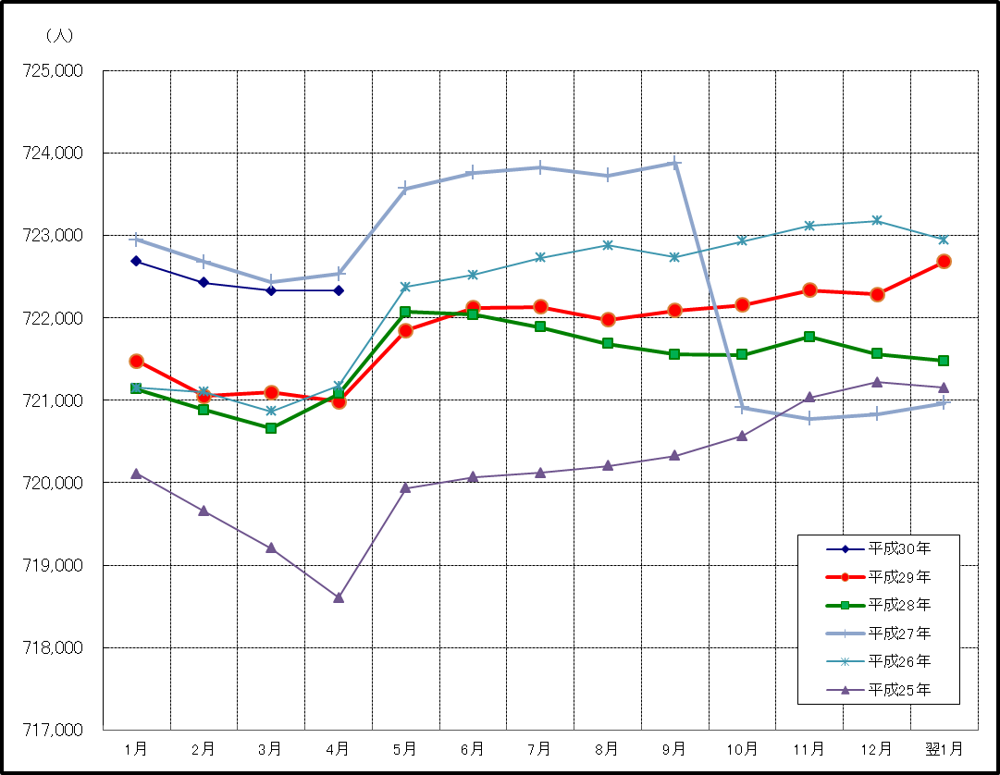 （人）
725,000
724,000
723,000
722,000
721,000
720,000
719,000
718,000
717,000
1月 2月 3月 4月 5月 6月 7月 8月 9月 10月 11月 12月 翌1月
平成30年
平成29年
平成28年
平成27年
平成26年
平成25年